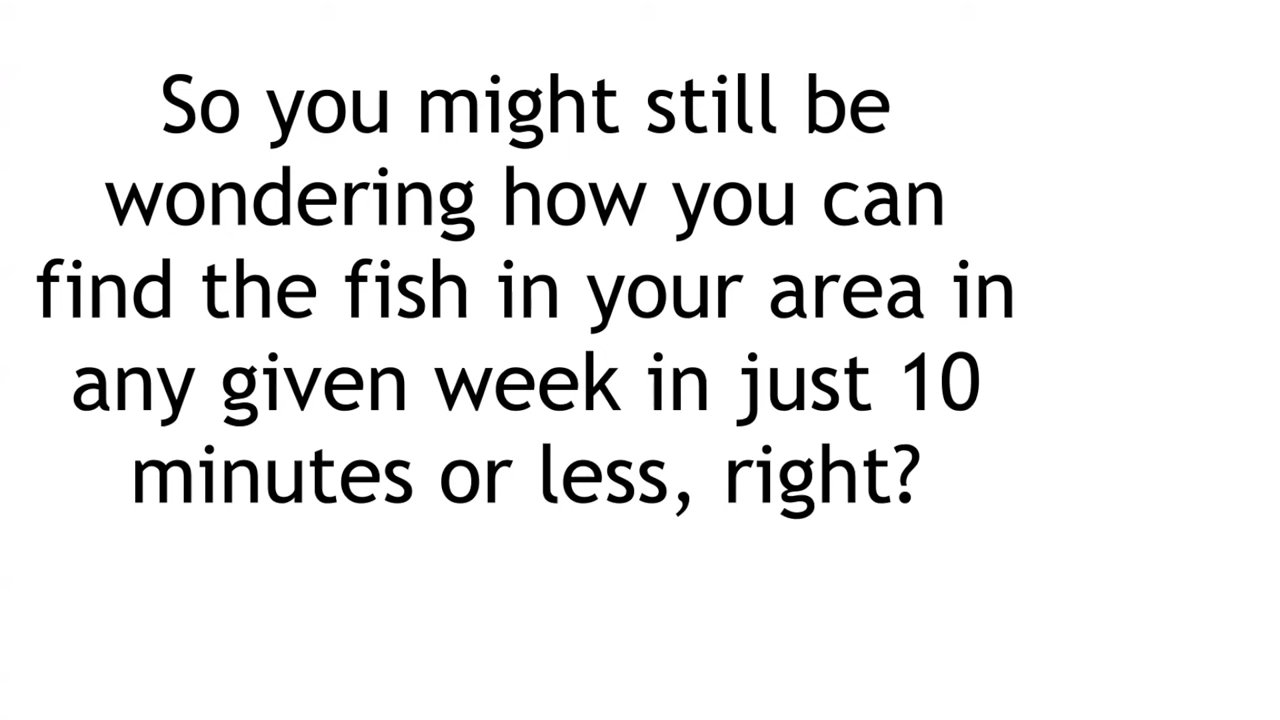 So you might still be
wondering how you can
find the fish in your area in
any given week in just 10
minutes or less, right?